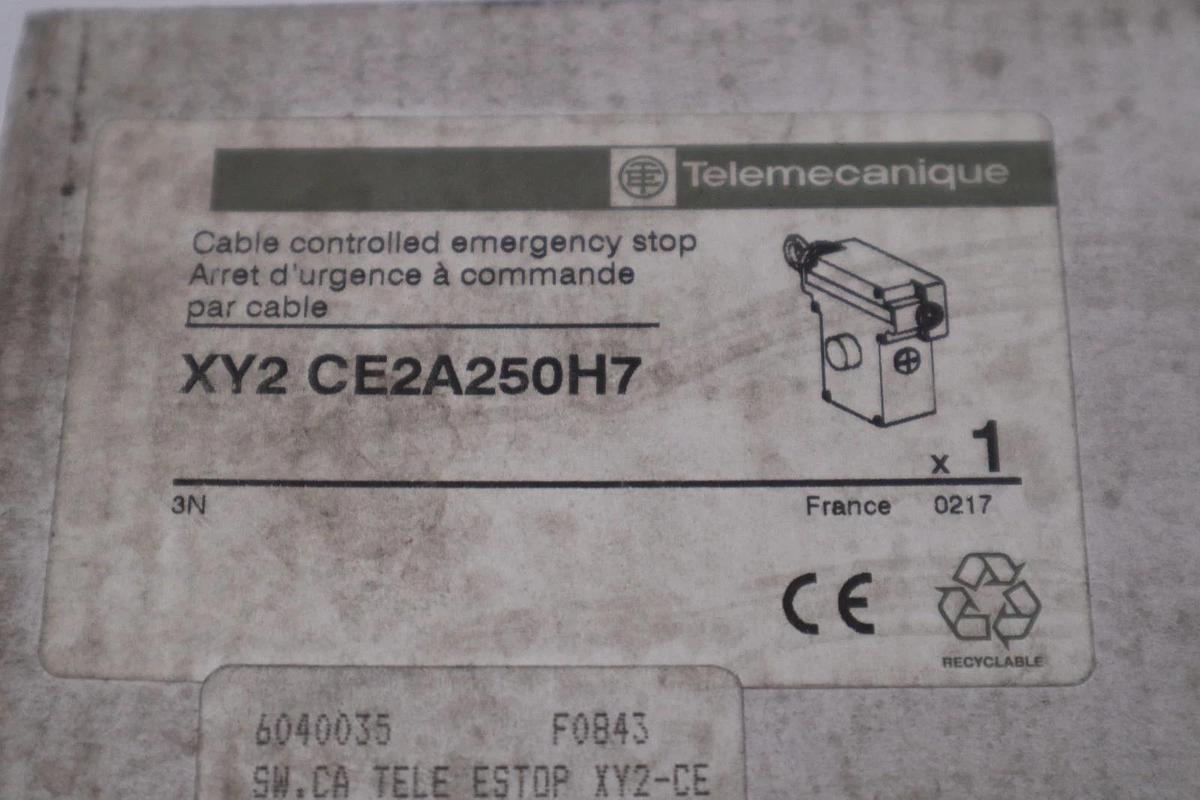 Telemecanique
Cable controlled emergency stop
Arret d'urgence à commande
par cable
XY2 CE2A250H7
x 1
3N France 0217
CE
RECYCLABLE
6040035 F0843
SW.CA TELE ESTOP XY2-CE